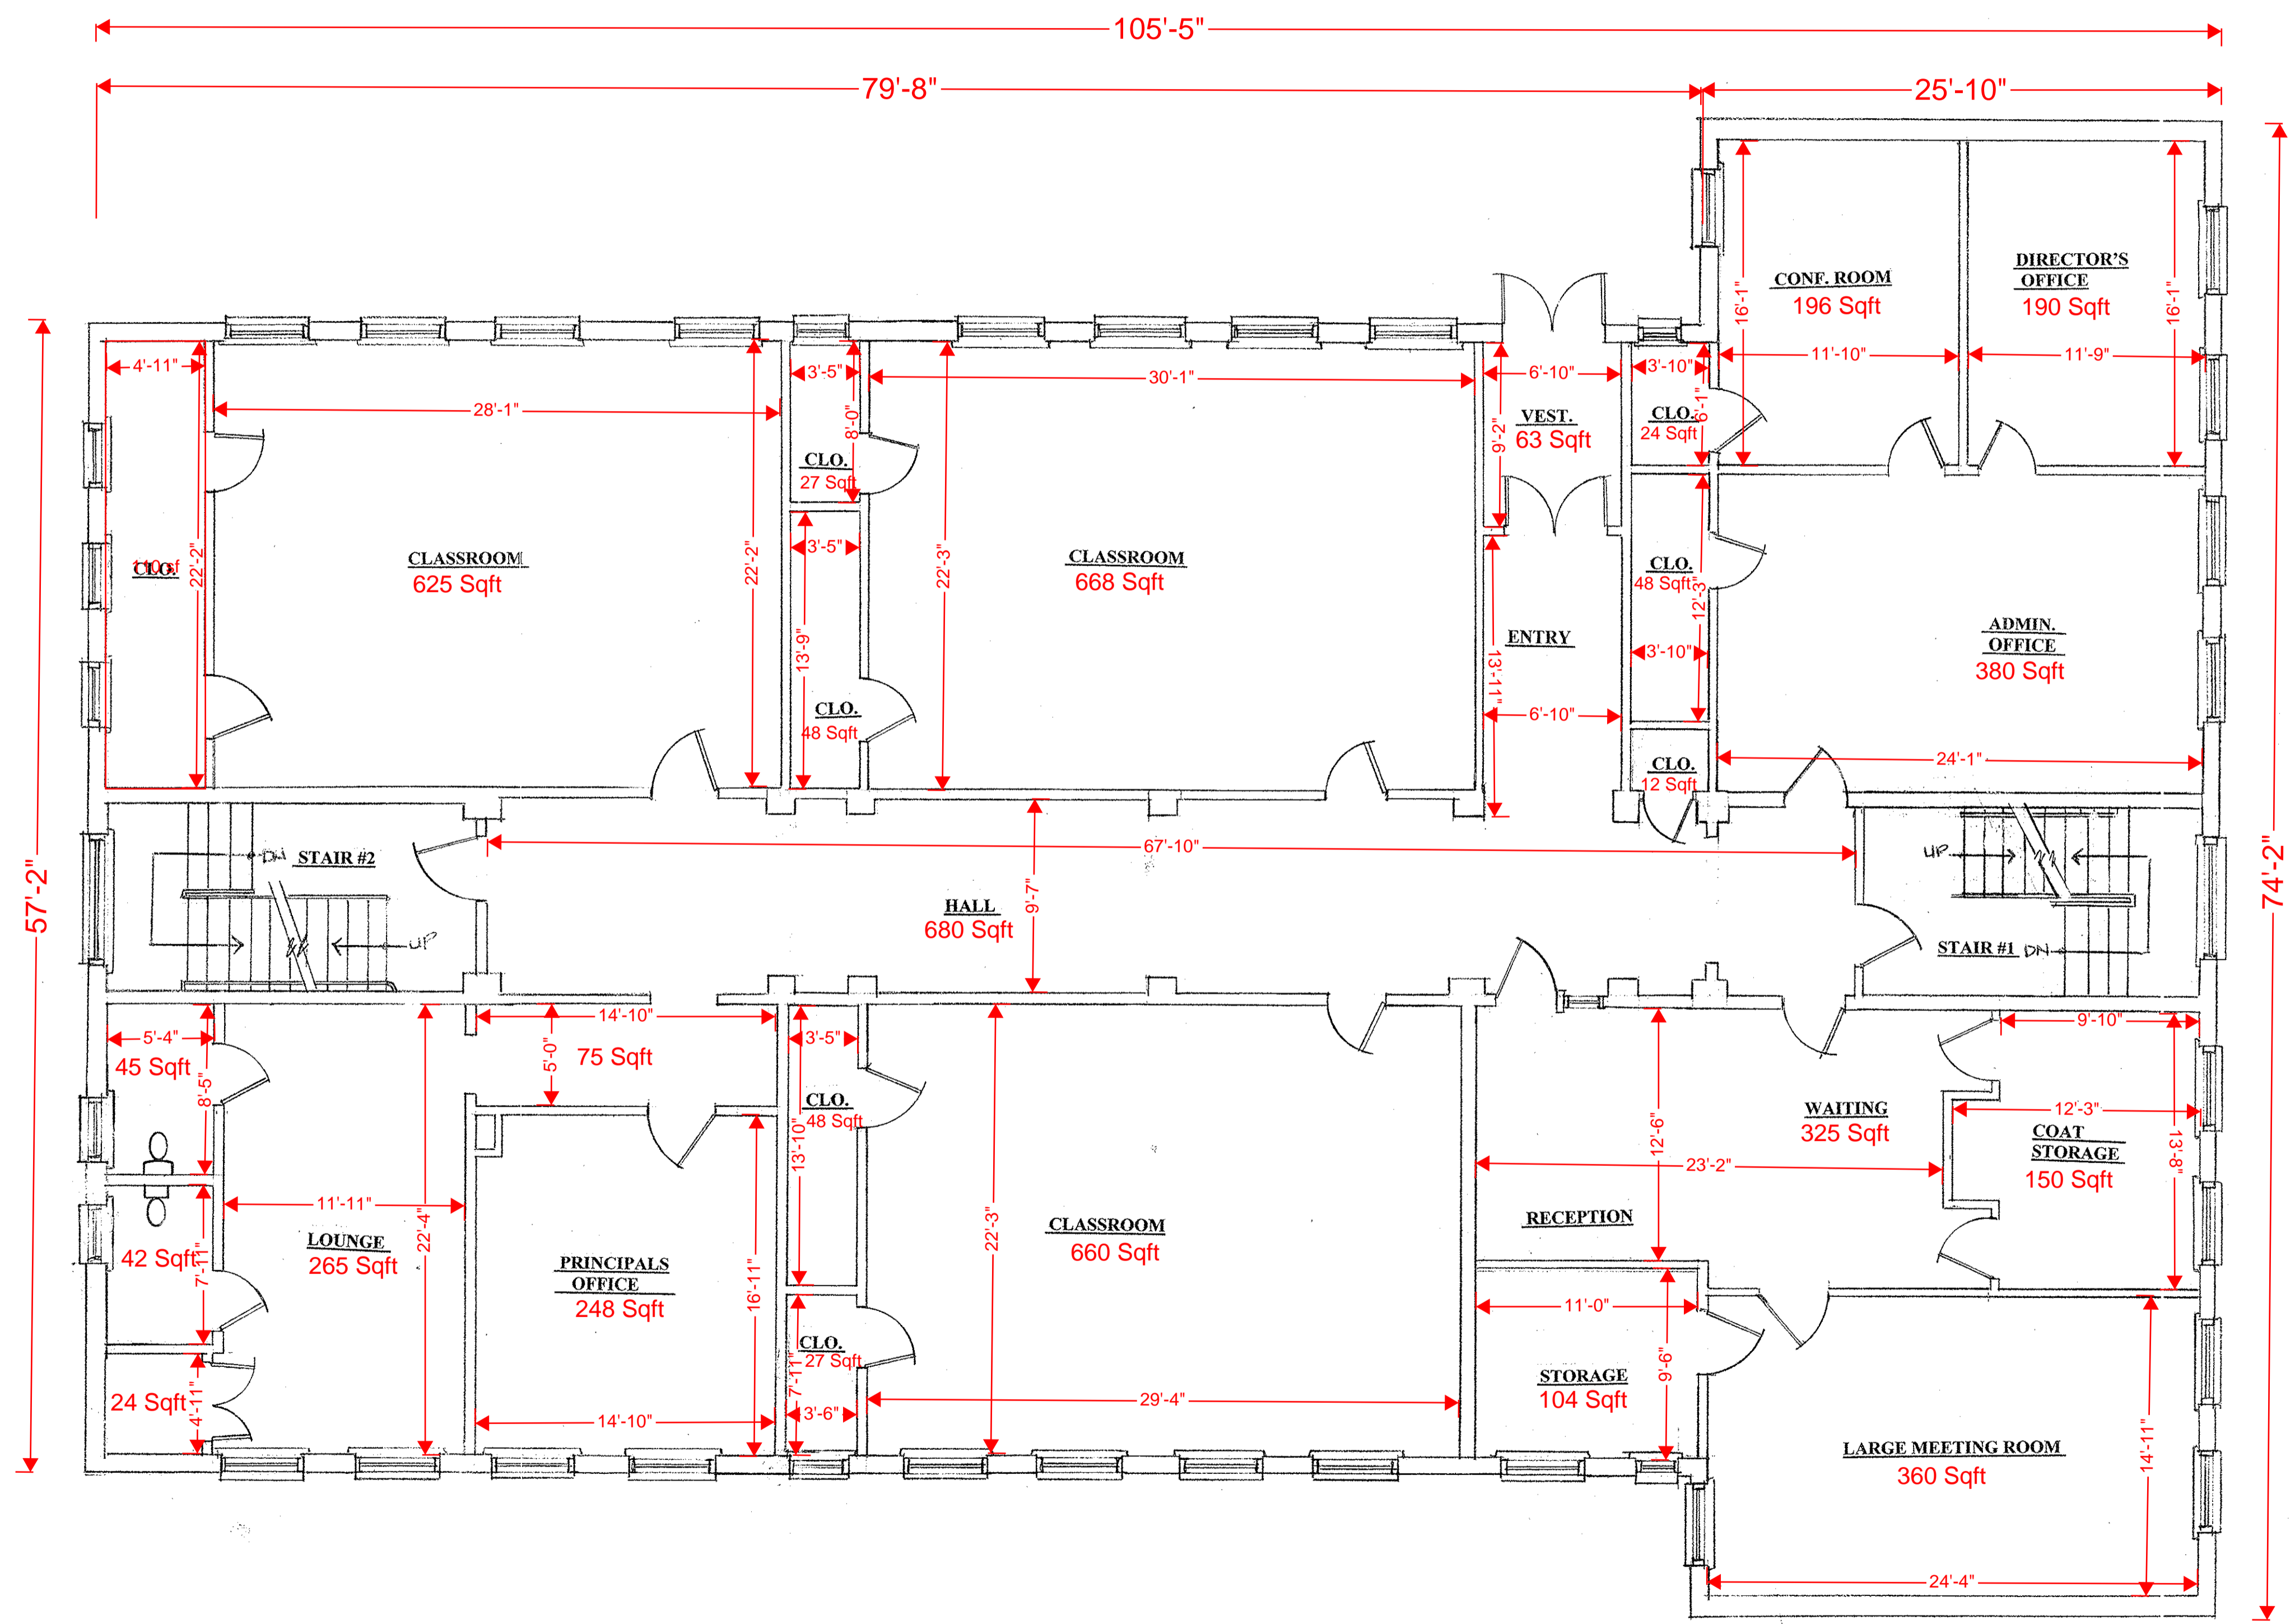 105'-5"
79'-8"
25'-10"
57'-2"
74'-2"
4'-11"
28'-1"
22'-2"
110 sf
CLO.
CLASSROOM
625 Sqft
22'-2"
3'-5"
8'-0"
CLO.
27 Sqft
3'-5"
13'-9"
CLO.
48 Sqft
30'-1"
22'-3"
CLASSROOM
668 Sqft
6'-10"
9'-2"
VEST.
63 Sqft
ENTRY
13'-11"
6'-10"
3'-10"
6'-1"
CLO.
24 Sqft
CLO.
48 Sqft
12'-3"
3'-10"
CLO.
12 Sqft
16'-1"
CONF. ROOM
196 Sqft
11'-10"
DIRECTOR'S
OFFICE
190 Sqft
16'-1"
11'-9"
ADMIN.
OFFICE
380 Sqft
24'-1"
DN
STAIR #2
UP
67'-10"
HALL
680 Sqft
9'-7"
UP
STAIR #1
DN
5'-4"
45 Sqft
8'-5"
42 Sqft
7'-11"
24 Sqft
4'-11"
11'-11"
22'-4"
LOUNGE
265 Sqft
14'-10"
5'-0"
75 Sqft
PRINCIPALS
OFFICE
248 Sqft
16'-11"
14'-10"
3'-5"
CLO.
48 Sqft
13'-10"
CLO.
27 Sqft
7'-11"
3'-6"
22'-3"
CLASSROOM
660 Sqft
29'-4"
12'-6"
WAITING
325 Sqft
23'-2"
RECEPTION
9'-10"
12'-3"
COAT
STORAGE
150 Sqft
13'-8"
11'-0"
9'-6"
STORAGE
104 Sqft
LARGE MEETING ROOM
360 Sqft
14'-11"
24'-4"